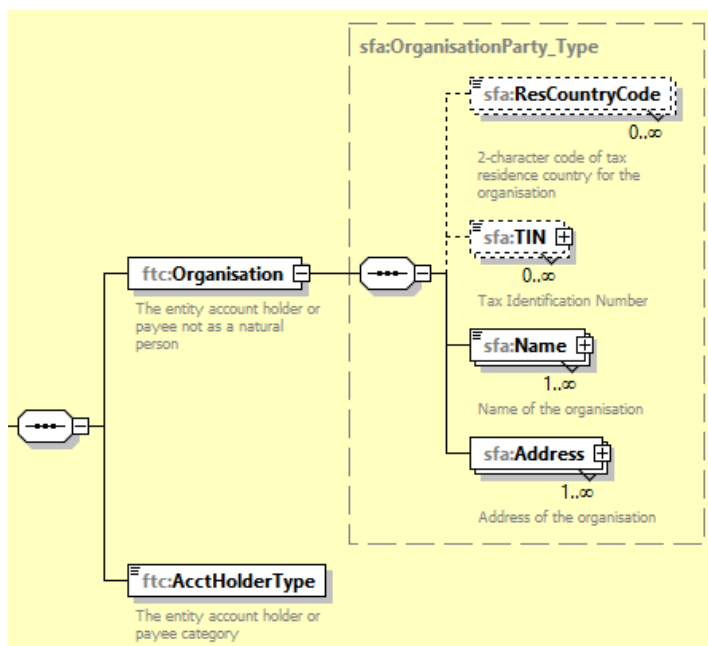 sfa:OrganisationParty_Type
sfa:ResCountryCode
0..∞
2-character code of tax
residence country for the
organisation
sfa:TIN
0..∞
Tax Identification Number
ftc:Organisation
The entity account holder or
payee not as a natural
person
sfa:Name
1..∞
Name of the organisation
sfa:Address
1..∞
Address of the organisation
ftc:AcctHolderType
The entity account holder or
payee category